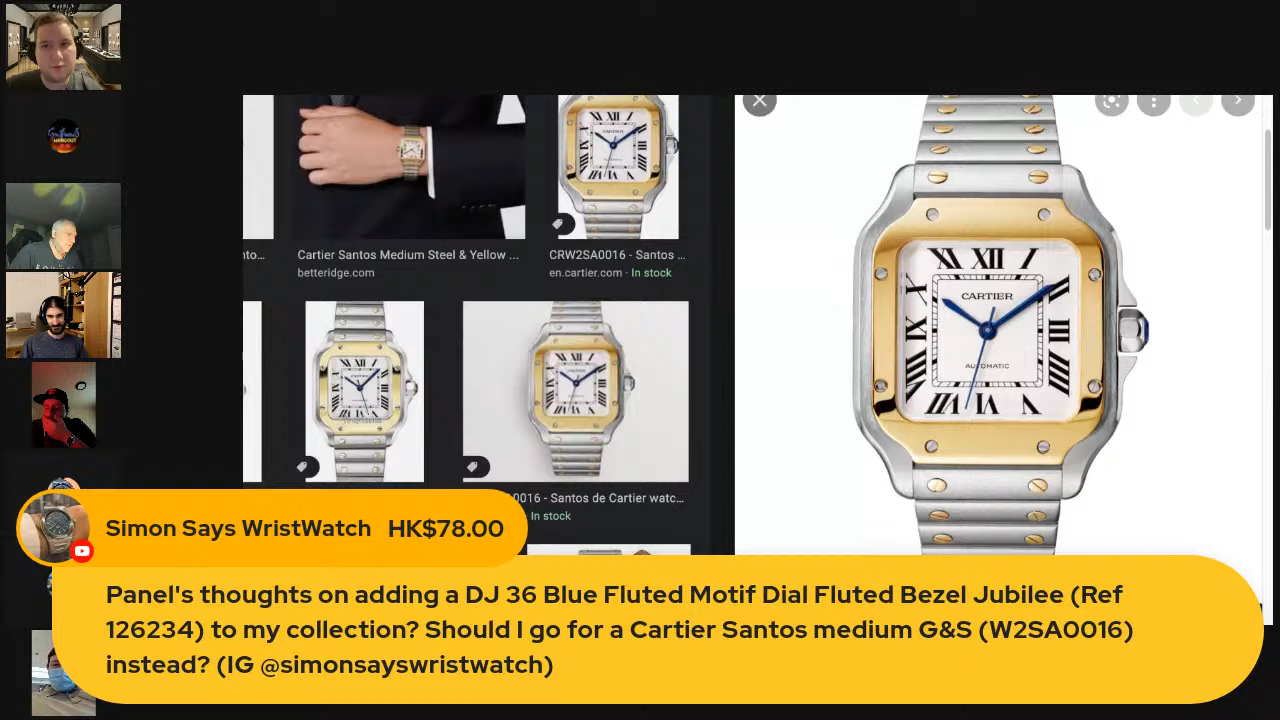 Cartier Santos Medium Steel & Yellow ...
betteridge.com
CRW2SA0016 - Santos ...
en.cartier.com · In stock
CARTIER
AUTOMATIC
0016 - Santos de Cartier watc...
In stock
Simon Says WristWatch HK$78.00
Panel's thoughts on adding a DJ 36 Blue Fluted Motif Dial Fluted Bezel Jubilee (Ref
126234) to my collection? Should I go for a Cartier Santos medium G&S (W2SA0016)
instead? (IG @simonsayswristwatch)